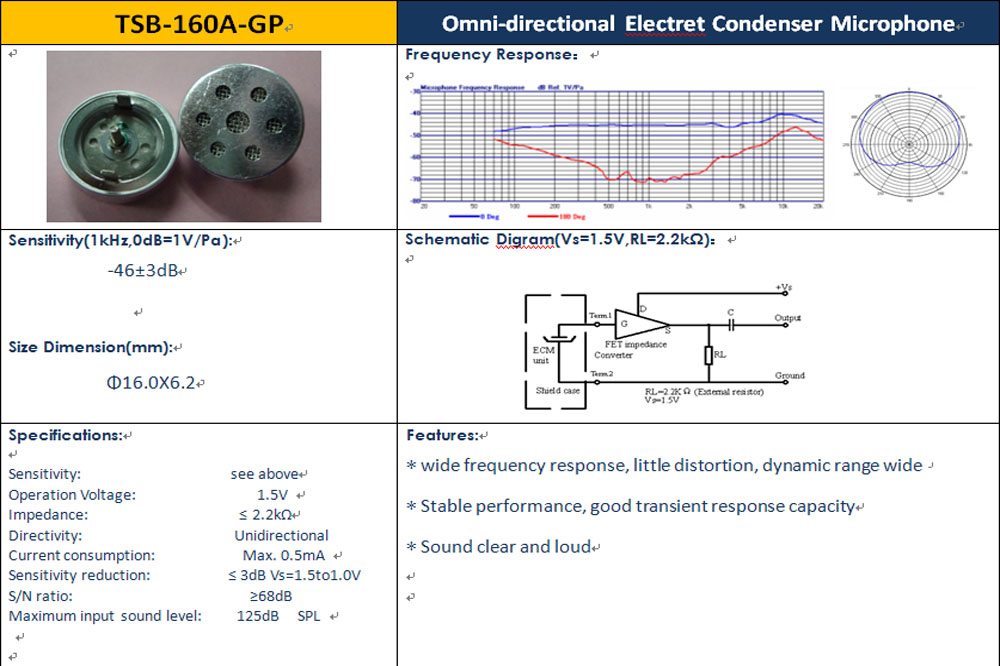 TSB-160A-GP
Omni-directional Electret Condenser Microphone
Frequency Response:
Microphone Frequency Response dB Ref. 1V/Pa
-30
-40
-50
-60
-70
-80
20 50 100 200 500 1k 2k 5k 10k 20k
0 Deg 180 Deg
Sensitivity(1kHz,0dB=1V/Pa):
-46±3dB
Size Dimension(mm):
Φ16.0X6.2
Schematic Digram(Vs=1.5V,RL=2.2kΩ):
+Vs
D
Term1
G
S
C
Output
FET impedance
Converter
ECM
unit
RL
Term2
Ground
Shield case
RL=2.2K Ω (External resistor)
Vs=1.5V
Specifications:
Sensitivity: see above
Operation Voltage: 1.5V
Impedance: ≤ 2.2kΩ
Directivity: Unidirectional
Current consumption: Max. 0.5mA
Sensitivity reduction: ≤ 3dB Vs=1.5to1.0V
S/N ratio: ≥68dB
Maximum input sound level: 125dB SPL
Features:
* wide frequency response, little distortion, dynamic range wide
* Stable performance, good transient response capacity
* Sound clear and loud